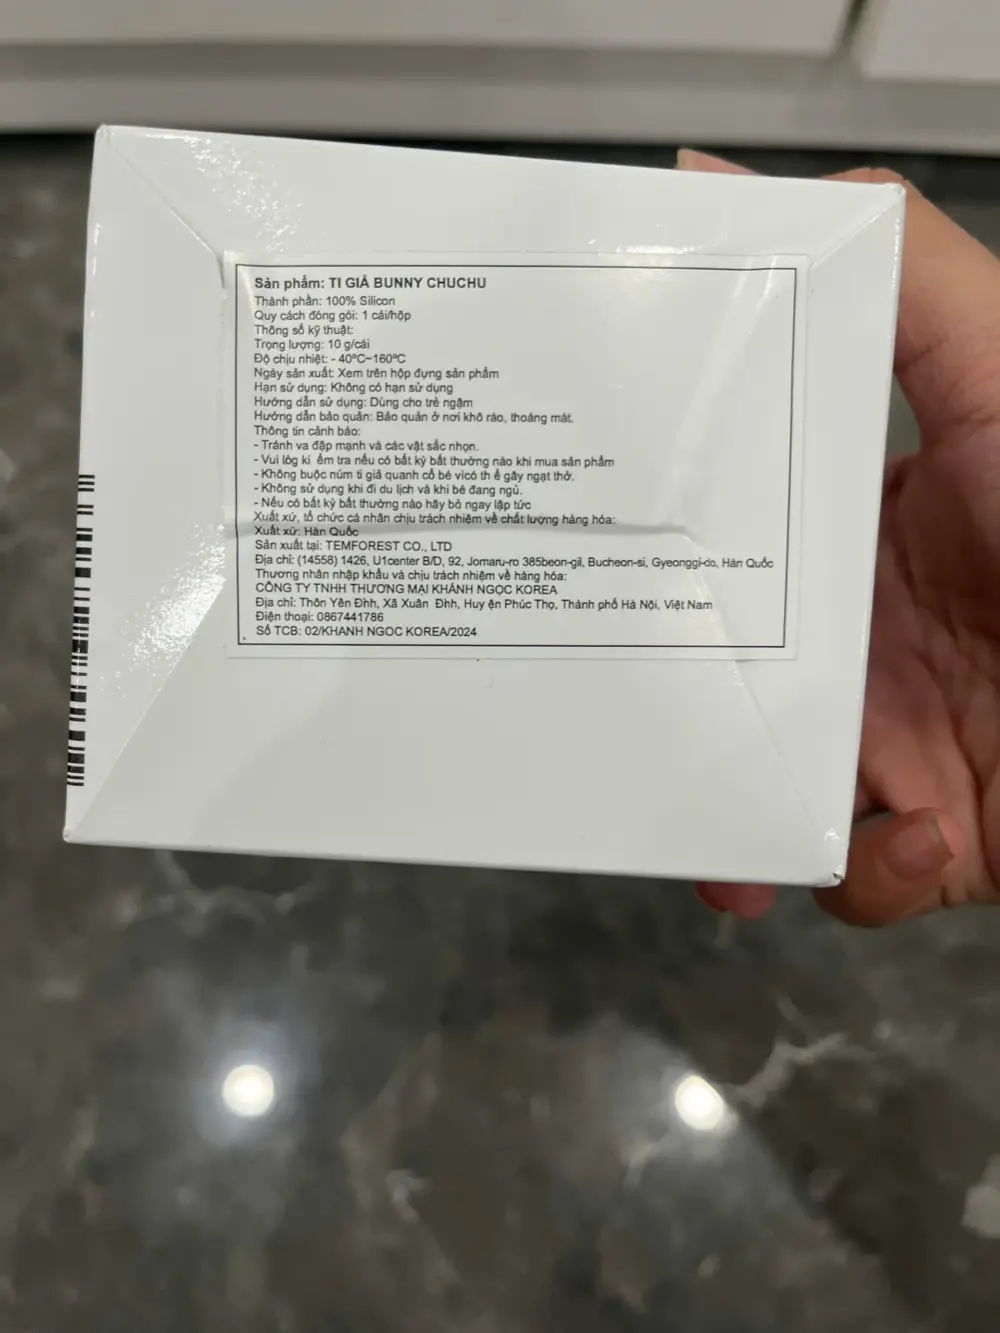 Sản phẩm: TI GIẢ BUNNY CHUCHU
Thành phần: 100% Silicon
Quy cách đóng gói: 1 cái/hộp
Thông số kỹ thuật:
Trọng lượng: 10 g/cái
Độ chịu nhiệt: - 40°C~160°C
Ngày sản xuất: Xem trên hộp đựng sản phẩm
Hạn sử dụng: Không có hạn sử dụng
Hướng dẫn sử dụng: Dùng cho trẻ ngậm
Hướng dẫn bảo quản: Bảo quản ở nơi khô ráo, thoáng mát.
Thông tin cảnh báo:
- Tránh va đập mạnh và các vật sắc nhọn.
- Vui lòg ki ểm tra nếu có bất kỳ bất thường nào khi mua sản phẩm
- Không buộc núm ti giả quanh cổ bé vìcó th ể gây ngạt thở.
- Không sử dụng khi đi du lịch và khi bé đang ngủ.
- Nếu có bất kỳ bất thường nào hãy bỏ ngay lập tức
Xuất xứ, tổ chức cá nhân chịu trách nhiệm về chất lượng hàng hóa:
Xuất xứ: Hàn Quốc
Sản xuất tại: TEMFOREST CO., LTD
Địa chỉ: (14558) 1426, U1center B/D, 92, Jomaru-ro 385beon-gil, Bucheon-si, Gyeonggi-do, Hàn Quốc
Thương nhân nhập khẩu và chịu trách nhiệm về hàng hóa:
CÔNG TY TNHH THƯƠNG MẠI KHÁNH NGỌC KOREA
Địa chỉ: Thôn Yên Đhh, Xã Xuân Đhh, Huy ện Phúc Thọ, Thành phố Hà Nội, Việt Nam
Điện thoại: 0867441786
Số TCB: 02/KHANH NGOC KOREA/2024